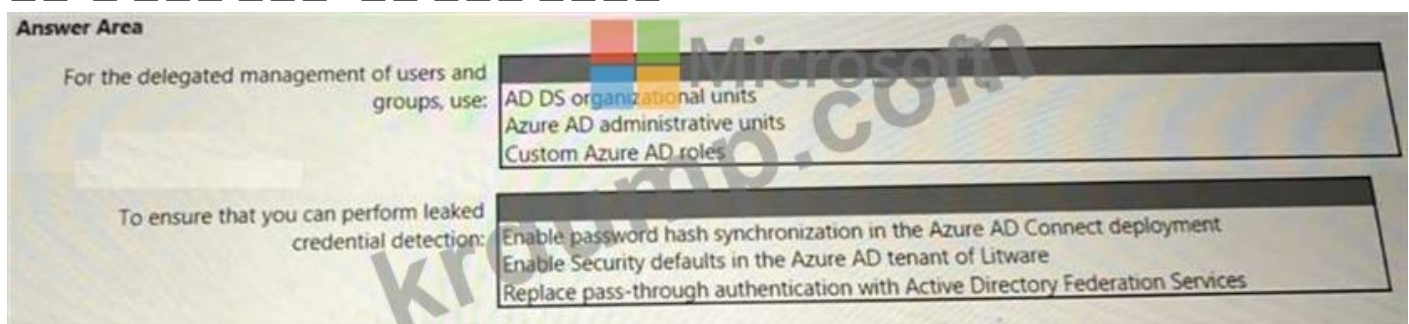 Answer Area
For the delegated management of users and
groups, use:
AD DS organizational units
Azure AD administrative units
Custom Azure AD roles
To ensure that you can perform leaked
credential detection:
Enable password hash synchronization in the Azure AD Connect deployment
Enable Security defaults in the Azure AD tenant of Litware
Replace pass-through authentication with Active Directory Federation Services
Microsoft
krdump.com